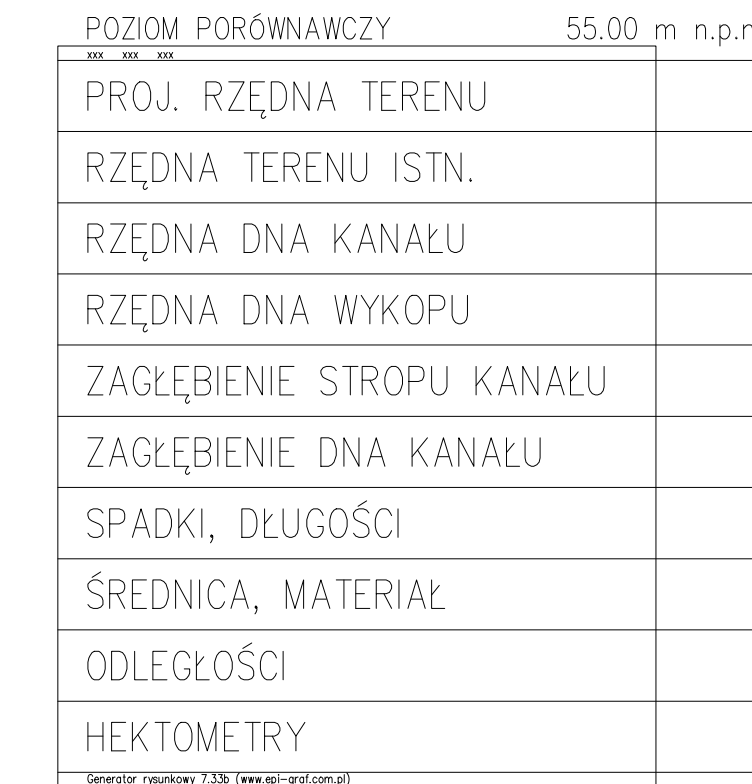 POZIOM PORÓWNAWCZY 55.00 m n.p.
xxx xxx xxx
PROJ. RZĘDNA TERENU
RZĘDNA TERENU ISTN.
RZĘDNA DNA KANAŁU
RZĘDNA DNA WYKOPU
ZAGŁĘBIENIE STROPU KANAŁU
ZAGŁĘBIENIE DNA KANAŁU
SPADKI, DŁUGOŚCI
ŚREDNICA, MATERIAŁ
ODLEGŁOŚCI
HEKTOMETRY
Generator rysunkowy 7.33b (www.epi-graf.com.pl)